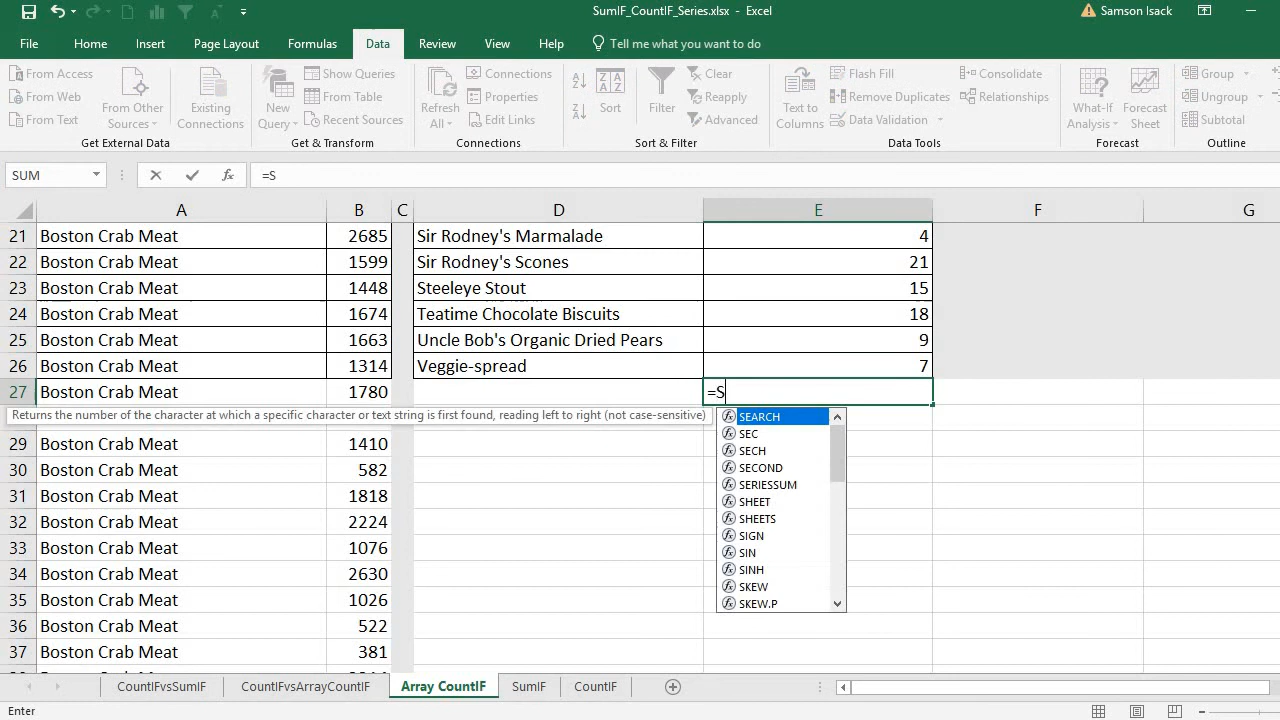 SumIF_CountIF_Series.xlsx - Excel
Samson Isack
File Home Insert Page Layout Formulas Data Review View Help Tell me what you want to do
From Access
From Web
From Text
From Other Sources
Existing Connections
Get External Data
New Query
Show Queries
From Table
Recent Sources
Get & Transform
Refresh All
Connections
Properties
Edit Links
Connections
Sort
Filter
Clear
Reapply
Advanced
Sort & Filter
Text to Columns
Flash Fill
Remove Duplicates
Data Validation
Consolidate
Relationships
Data Tools
What-If Analysis
Forecast Sheet
Forecast
Group
Ungroup
Subtotal
Outline
SUM fx =S
A B C D E F G
21 Boston Crab Meat 2685 Sir Rodney's Marmalade 4
22 Boston Crab Meat 1599 Sir Rodney's Scones 21
23 Boston Crab Meat 1448 Steeleye Stout 15
24 Boston Crab Meat 1674 Teatime Chocolate Biscuits 18
25 Boston Crab Meat 1663 Uncle Bob's Organic Dried Pears 9
26 Boston Crab Meat 1314 Veggie-spread 7
27 Boston Crab Meat 1780 =S
Returns the number of the character at which a specific character or text string is first found, reading left to right (not case-sensitive)
SEARCH
SEC
SECH
SECOND
SERIESSUM
SHEET
SHEETS
SIGN
SIN
SINH
SKEW
SKEW.P
29 Boston Crab Meat 1410
30 Boston Crab Meat 582
31 Boston Crab Meat 1818
32 Boston Crab Meat 2224
33 Boston Crab Meat 1076
34 Boston Crab Meat 2630
35 Boston Crab Meat 1026
36 Boston Crab Meat 522
37 Boston Crab Meat 381
CountIFvsSumIF CountIFvsArrayCountIF Array CountIF SumIF CountIF
Enter